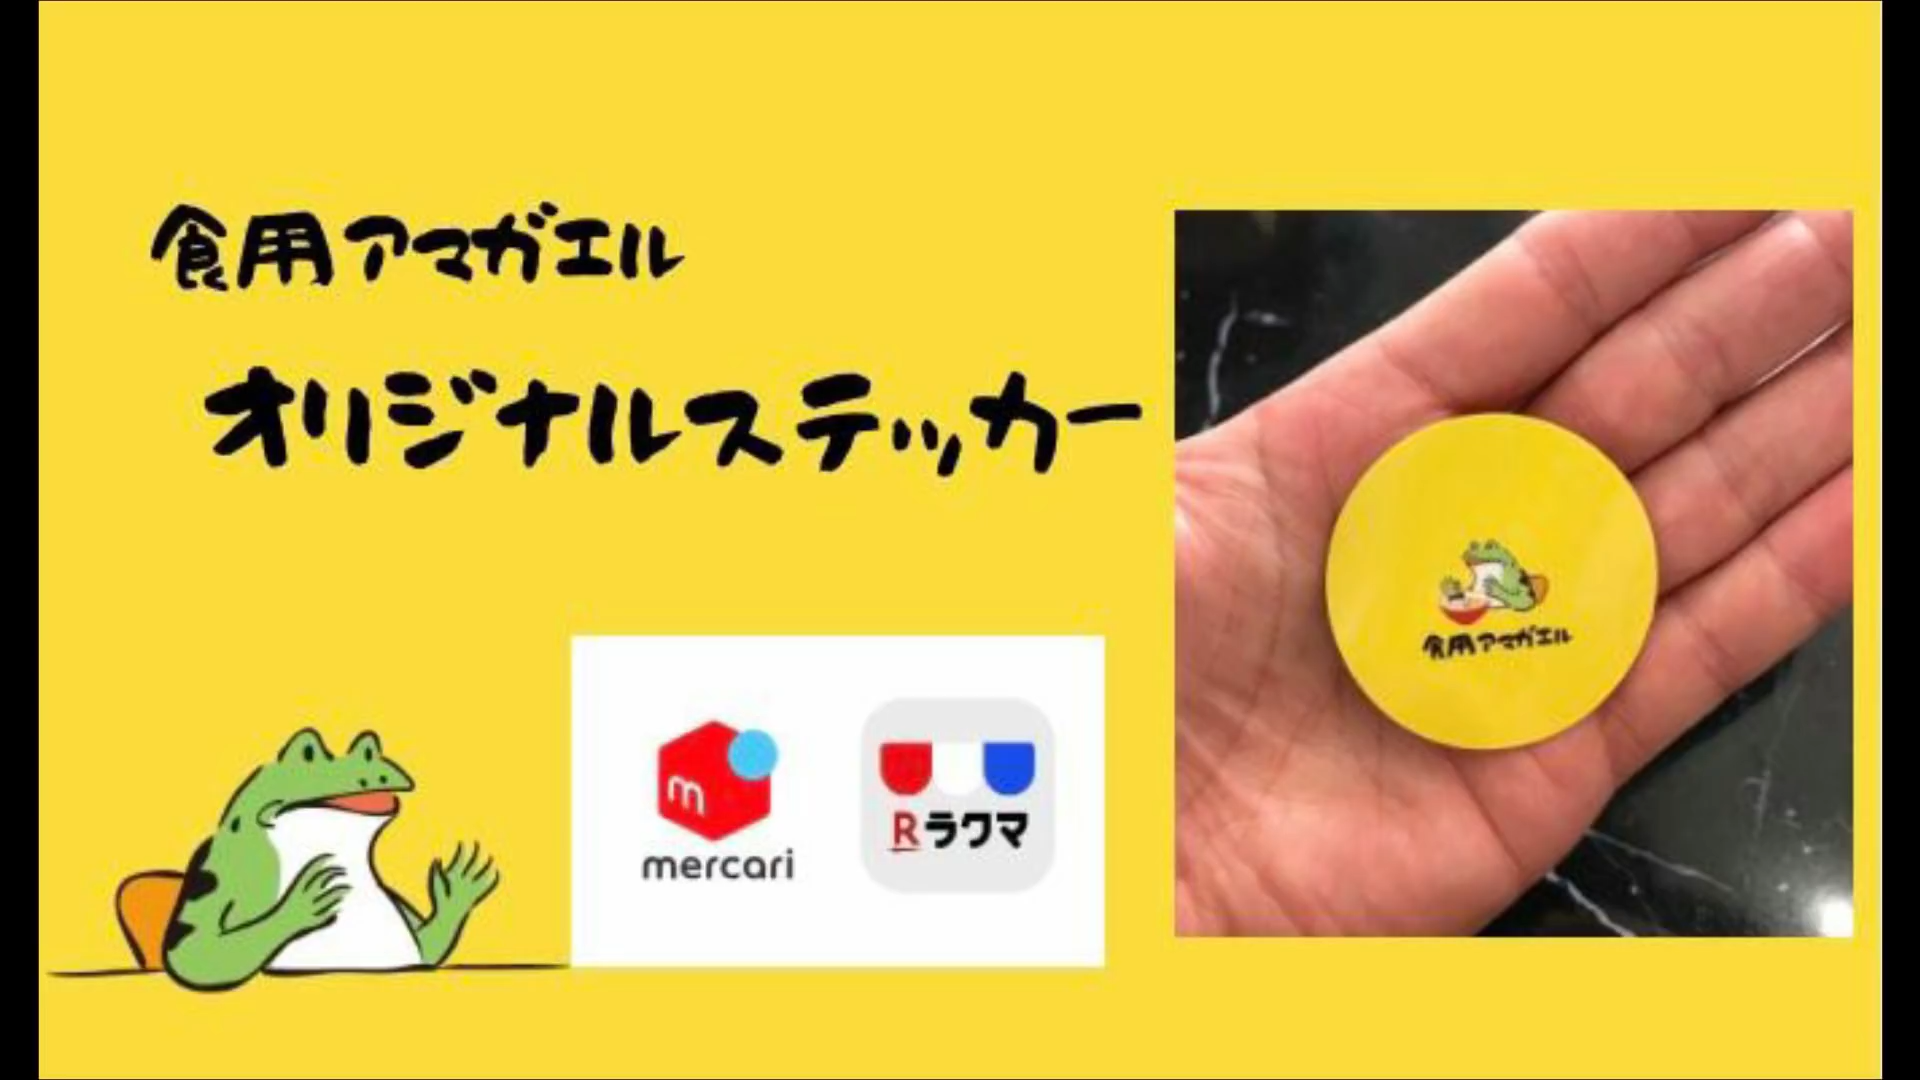 食用アマガエル
オリジナルステッカー
m
mercari
Rラクマ
食用アマガエル